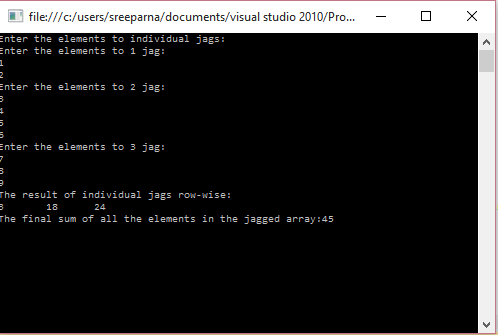 file:///c:/users/sreeparna/documents/visual studio 2010/Pro...
Enter the elements to individual jags:
Enter the elements to 1 jag:
1
2
Enter the elements to 2 jag:
3
4
5
6
Enter the elements to 3 jag:
7
8
9
The result of individual jags row-wise:
3 18 24
The final sum of all the elements in the jagged array:45